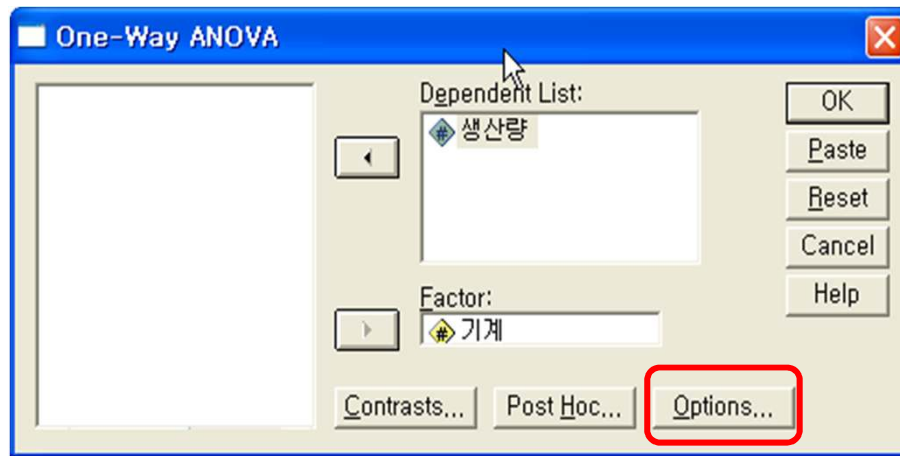 One-Way ANOVA
Dependent List:
생산량
OK
Paste
Reset
Cancel
Help
Factor:
기계
Contrasts...
Post Hoc...
Options...